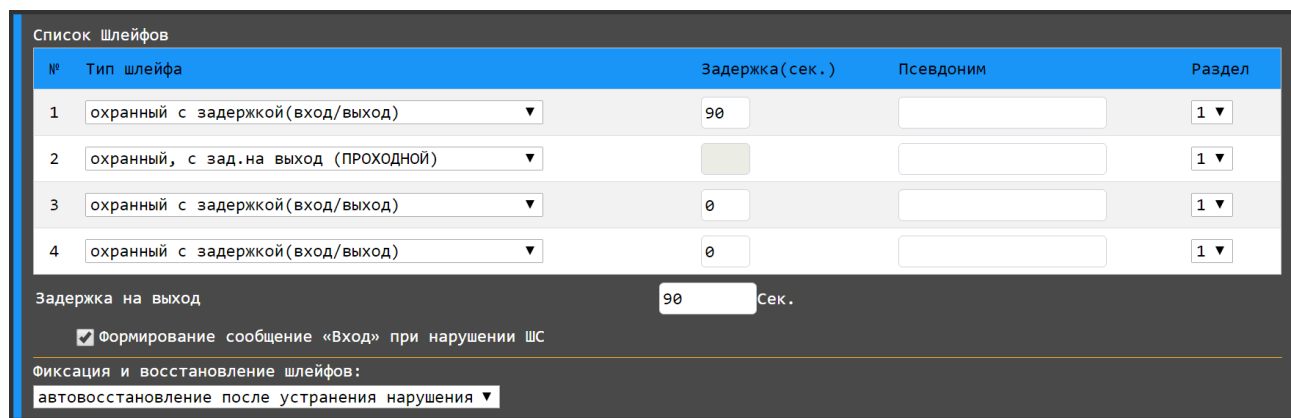 Список Шлейфов
№ Тип шлейфа Задержка(сек.) Псевдоним Раздел
1 охранный с задержкой(вход/выход) ▼ 90 1 ▼
2 охранный, с зад.на выход (ПРОХОДНОЙ) ▼ 1 ▼
3 охранный с задержкой(вход/выход) ▼ 0 1 ▼
4 охранный с задержкой(вход/выход) ▼ 0 1 ▼
Задержка на выход 90 Сек.
Формирование сообщение «Вход» при нарушении ШС
Фиксация и восстановление шлейфов:
автовосстановление после устранения нарушения ▼